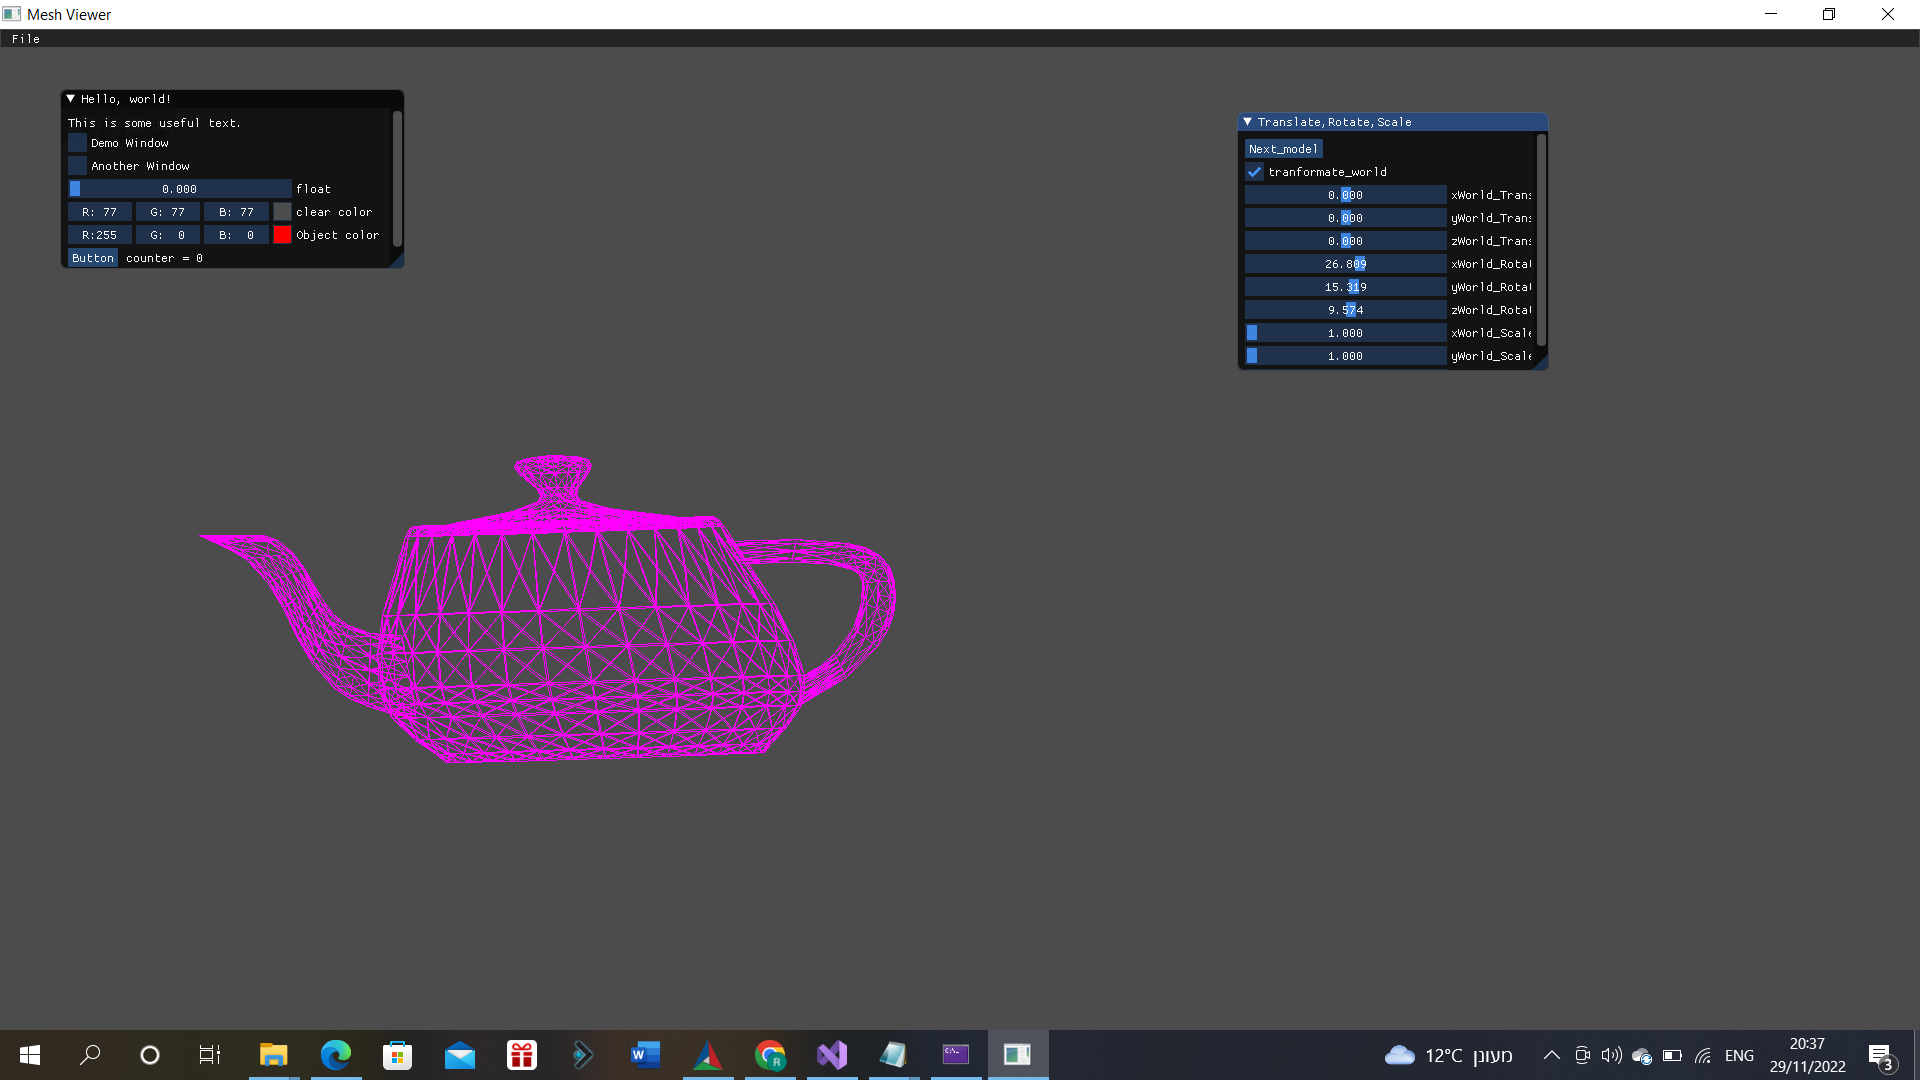 Mesh Viewer
File
Hello, world!
This is some useful text.
Demo Window
Another Window
0.000 float
R: 77 G: 77 B: 77 clear color
R:255 G: 0 B: 0 Object color
Button counter = 0
Translate,Rotate,Scale
Next_model
tranformate_world
0.000 xWorld_Trans
0.000 yWorld_Trans
0.000 zWorld_Trans
26.809 xWorld_Rotat
15.319 yWorld_Rotat
9.574 zWorld_Rotat
1.000 xWorld_Scale
1.000 yWorld_Scale
12°C מעונן
ENG
20:37
29/11/2022
3